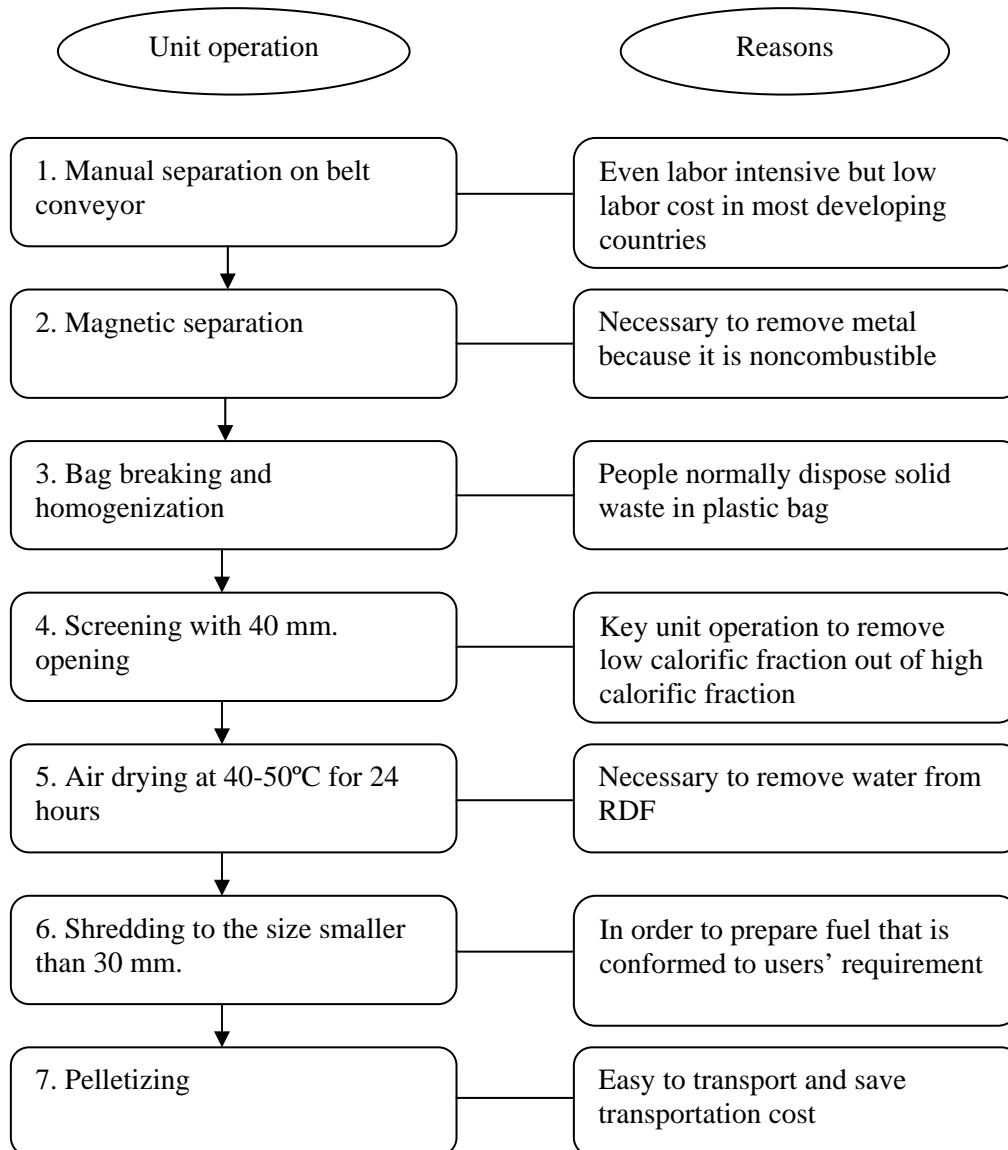 Unit operation
Reasons
1. Manual separation on belt
conveyor
Even labor intensive but low
labor cost in most developing
countries
2. Magnetic separation
Necessary to remove metal
because it is noncombustible
3. Bag breaking and
homogenization
People normally dispose solid
waste in plastic bag
4. Screening with 40 mm.
opening
Key unit operation to remove
low calorific fraction out of high
calorific fraction
5. Air drying at 40-50ºC for 24
hours
Necessary to remove water from
RDF
6. Shredding to the size smaller
than 30 mm.
In order to prepare fuel that is
conformed to users’ requirement
7. Pelletizing
Easy to transport and save
transportation cost